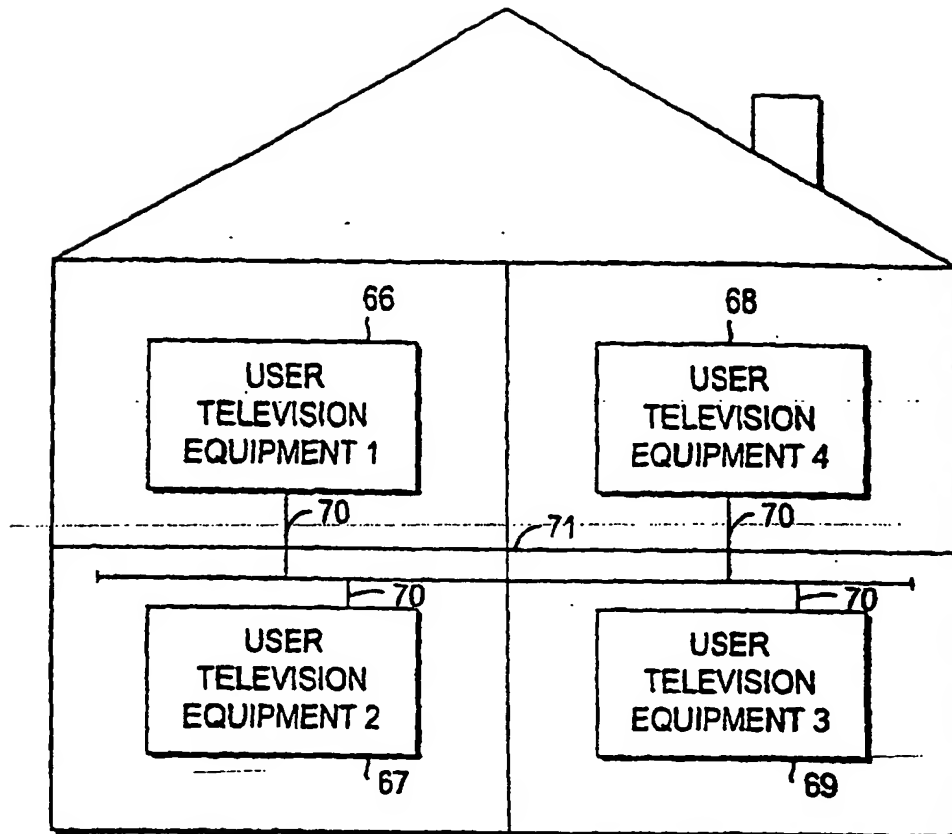 66
USER
TELEVISION
EQUIPMENT 1
68
USER
TELEVISION
EQUIPMENT 4
70
71
70
70
USER
TELEVISION
EQUIPMENT 2
67
70
USER
TELEVISION
EQUIPMENT 3
69